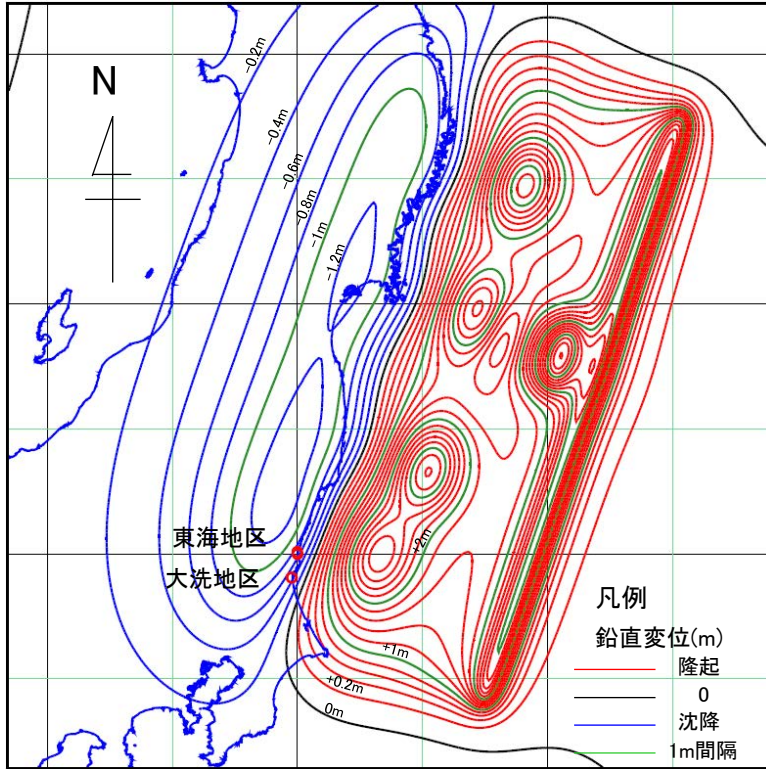 N
-0.2m
-0.4m
-0.6m
-0.8m
-1m
-1.2m
東海地区
大洗地区
+2m
+1m
+0.2m
0m
凡例
鉛直変位(m)
隆起
0
沈降
1m間隔